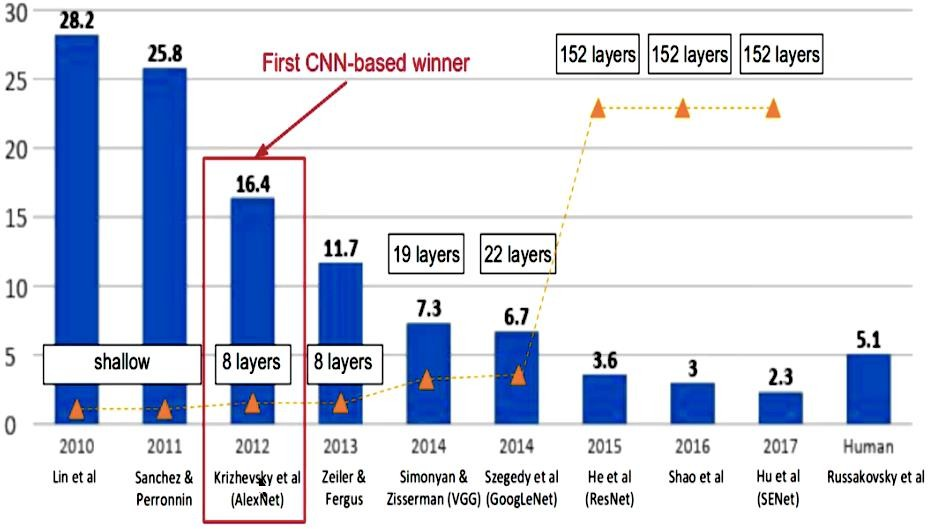 30
28.2
25.8
First CNN-based winner
152 layers
152 layers
152 layers
25
20
16.4
15
11.7
19 layers
22 layers
10
7.3
6.7
5
shallow
8 layers
8 layers
3.6
3
2.3
5.1
0
2010
2011
2012
2013
2014
2014
2015
2016
2017
Human
Lin et al
Sanchez &
Perronnin
Krizhevsky et al
(AlexNet)
Zeiler &
Fergus
Simonyan &
Zisserman (VGG)
Szegedy et al
(GoogLeNet)
He et al
(ResNet)
Shao et al
Hu et al
(SENet)
Russakovsky et al